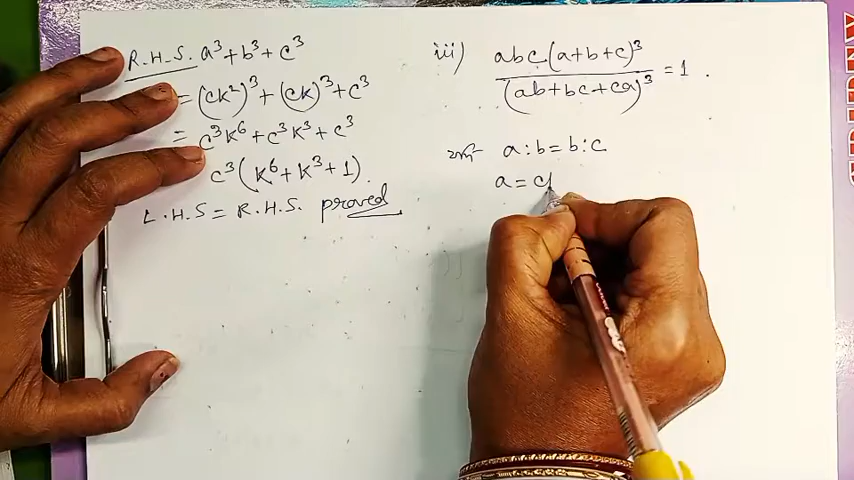 R.H.S. a³+b³+c³
= (ck²)³+(ck)³+c³
= c³k⁶+c³k³+c³
c³(k⁶+k³+1).
L.H.S = R.H.S. proved
iii) abc(a+b+c)³ / (ab+bc+ca)³ = 1.
a:b=b:c
a = c